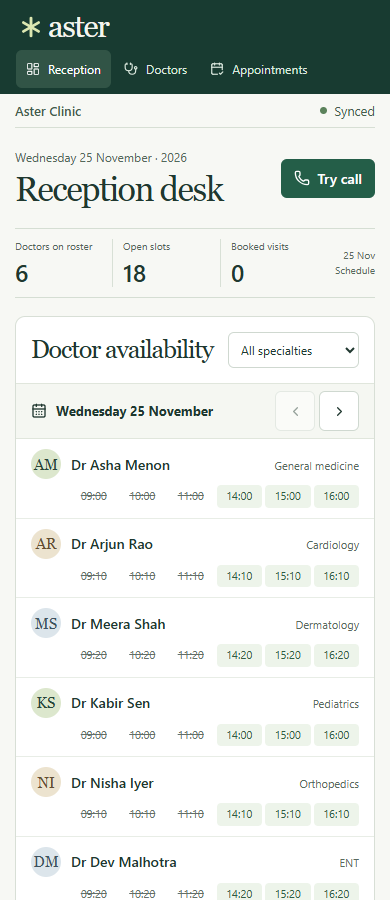 aster
Reception Doctors Appointments
Aster Clinic Synced
Wednesday 25 November · 2026
Reception desk
Try call
Doctors on roster Open slots Booked visits
6 18 0
25 Nov
Schedule
Doctor availability All specialties
Wednesday 25 November
AM Dr Asha Menon General medicine
09:00 10:00 11:00 14:00 15:00 16:00
AR Dr Arjun Rao Cardiology
09:10 10:10 11:10 14:10 15:10 16:10
MS Dr Meera Shah Dermatology
09:20 10:20 11:20 14:20 15:20 16:20
KS Dr Kabir Sen Pediatrics
09:00 10:00 11:00 14:00 15:00 16:00
NI Dr Nisha Iyer Orthopedics
09:10 10:10 11:10 14:10 15:10 16:10
DM Dr Dev Malhotra ENT
09:20 10:20 11:20 14:20 15:20 16:20